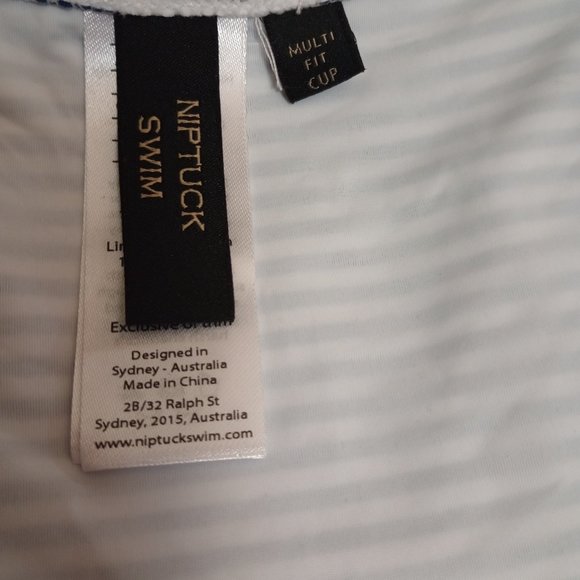 MULTI
FIT
CUP
NIPTUCK
SWIM
Designed in
Sydney - Australia
Made in China
2B/32 Ralph St
Sydney, 2015, Australia
www.niptuckswim.com